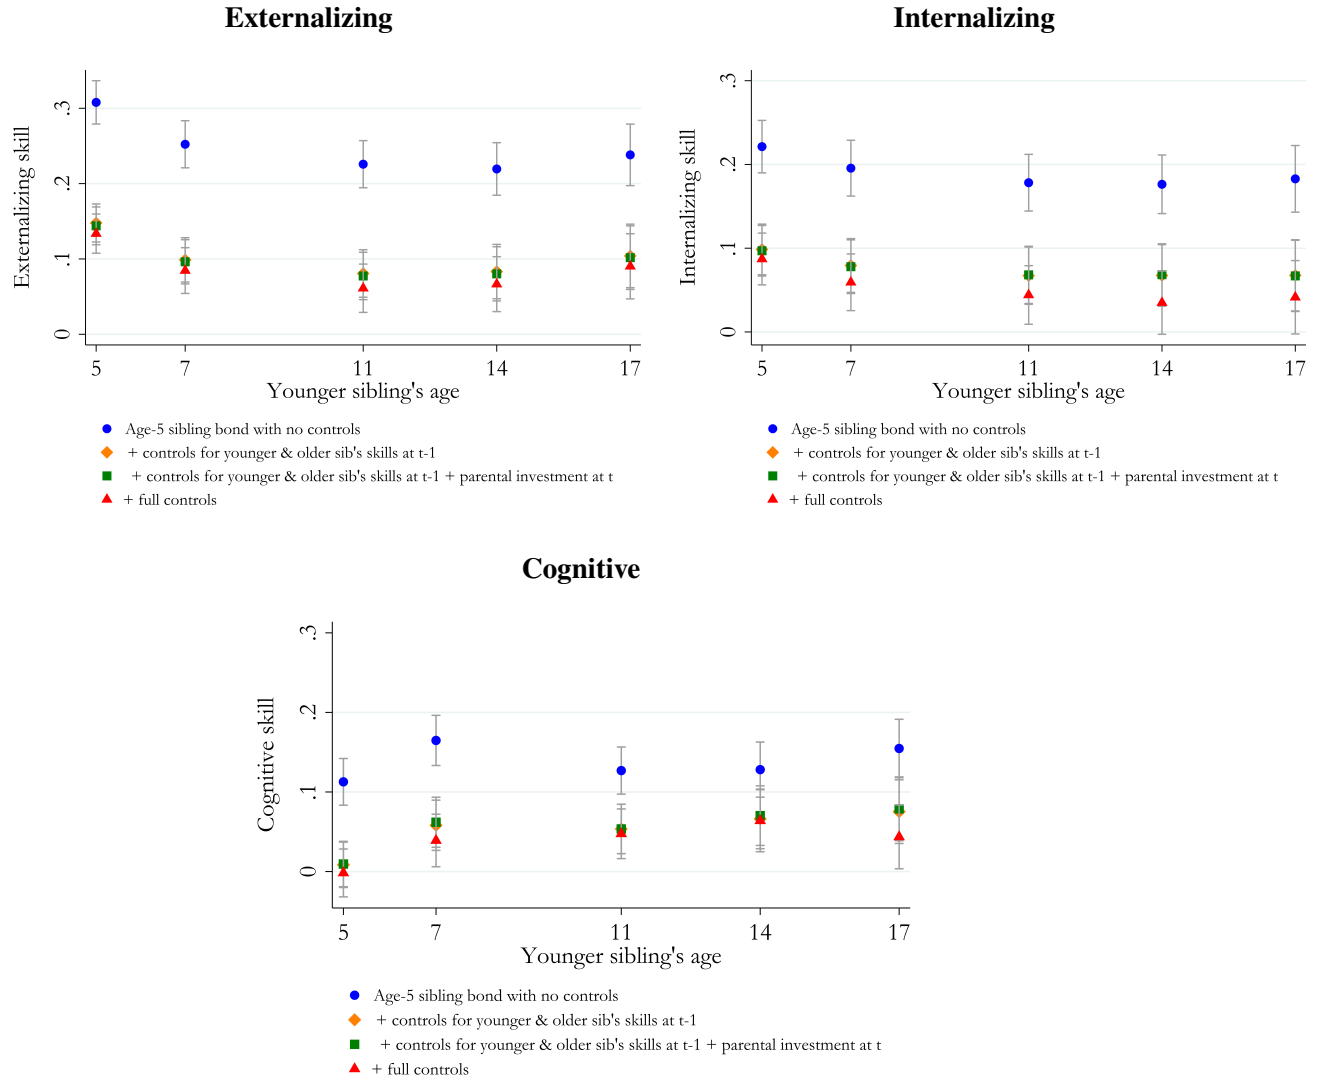 Externalizing
Externalizing skill
.3
.2
.1
0
5 7 11 14 17
Younger sibling's age
Age-5 sibling bond with no controls
+ controls for younger & older sib's skills at t-1
+ controls for younger & older sib's skills at t-1 + parental investment at t
+ full controls
Internalizing
Internalizing skill
.3
.2
.1
0
5 7 11 14 17
Younger sibling's age
Age-5 sibling bond with no controls
+ controls for younger & older sib's skills at t-1
+ controls for younger & older sib's skills at t-1 + parental investment at t
+ full controls
Cognitive
Cognitive skill
.3
.2
.1
0
5 7 11 14 17
Younger sibling's age
Age-5 sibling bond with no controls
+ controls for younger & older sib's skills at t-1
+ controls for younger & older sib's skills at t-1 + parental investment at t
+ full controls